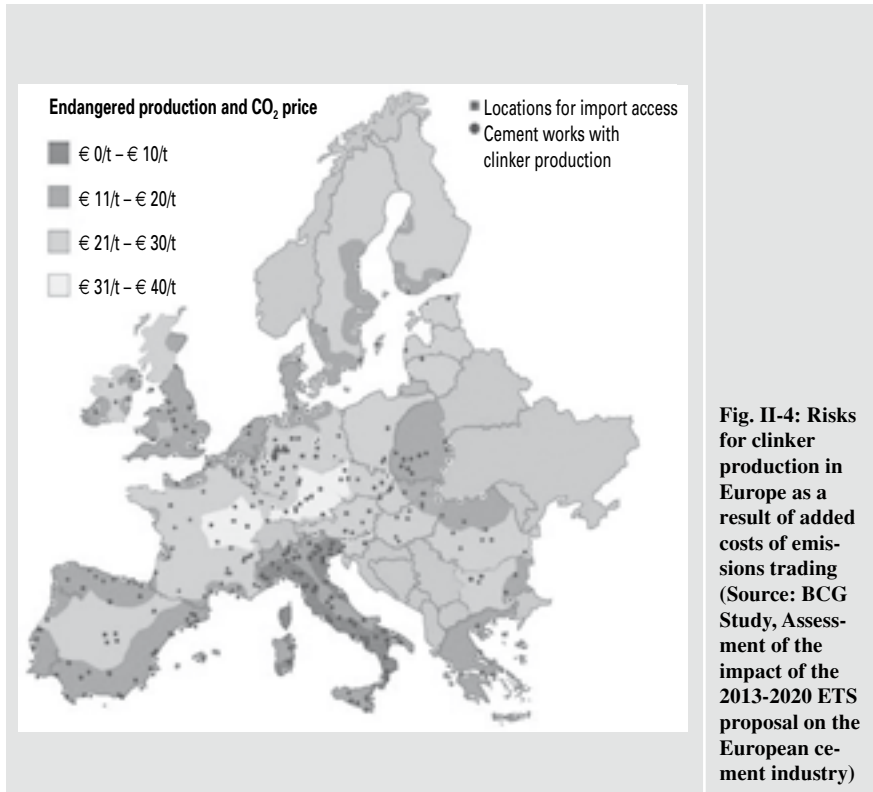 Endangered production and CO₂ price
€ 0/t – € 10/t
€ 11/t – € 20/t
€ 21/t – € 30/t
€ 31/t – € 40/t
Locations for import access
Cement works with
clinker production
Fig. II-4: Risks
for clinker
production in
Europe as a
result of added
costs of emis-
sions trading
(Source: BCG
Study, Assess-
ment of the
impact of the
2013-2020 ETS
proposal on the
European ce-
ment industry)